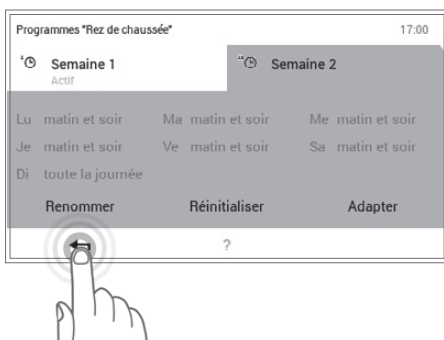 Programmes "Rez de chaussée" 17:00
Semaine 1 Semaine 2
Actif
Lu matin et soir Ma matin et soir Me matin et soir
Je matin et soir Ve matin et soir Sa matin et soir
Di toute la journée
Renommer Réinitialiser Adapter
?